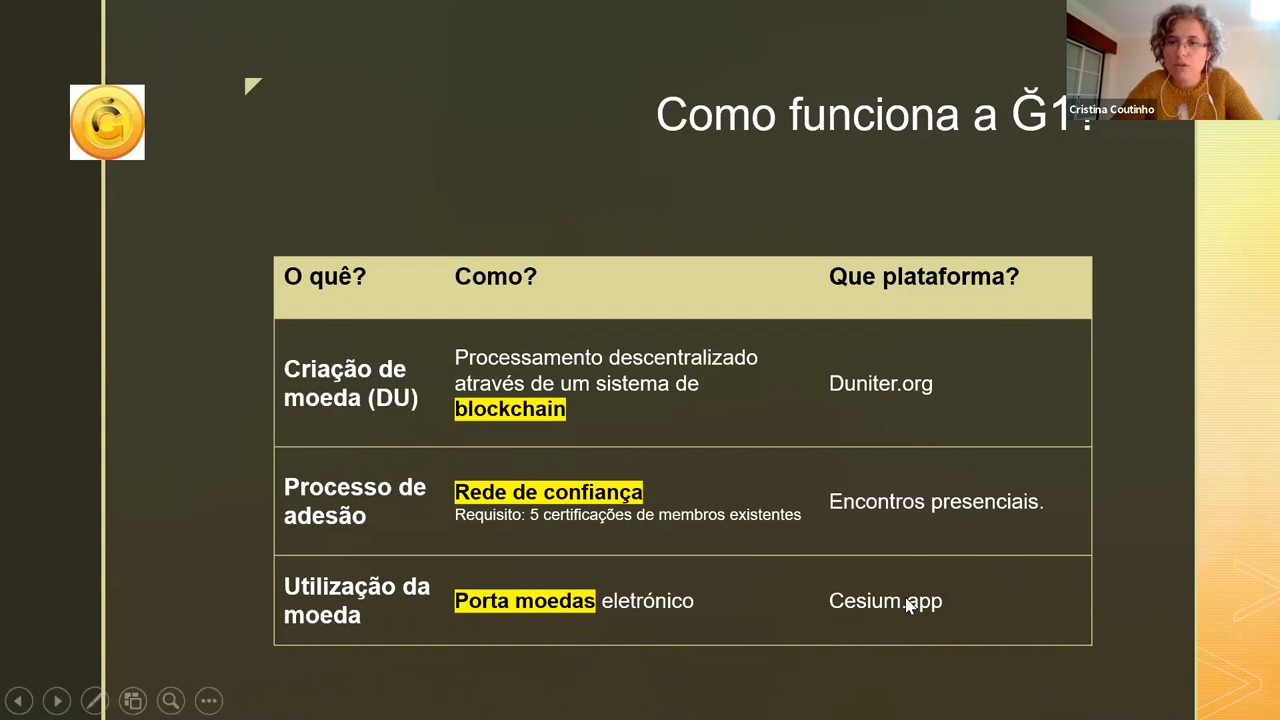 Como funciona a Ğ1?
Cristina Coutinho
O quê?
Como?
Que plataforma?
Criação de
moeda (DU)
Processamento descentralizado
através de um sistema de
blockchain
Duniter.org
Processo de
adesão
Rede de confiança
Requisito: 5 certificações de membros existentes
Encontros presenciais.
Utilização da
moeda
Porta moedas eletrónico
Cesium.app